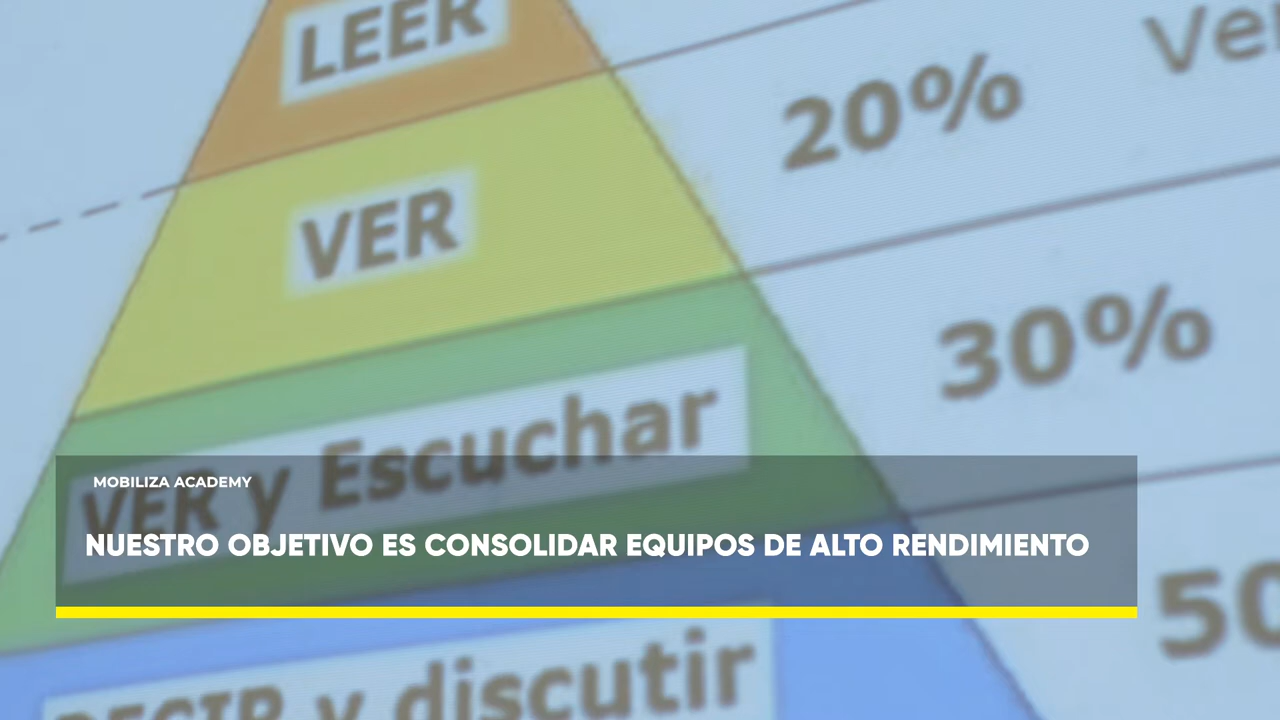 LEER
20%
VER
30%
VER y Escuchar
MOBILIZA ACADEMY
NUESTRO OBJETIVO ES CONSOLIDAR EQUIPOS DE ALTO RENDIMIENTO
y discutir